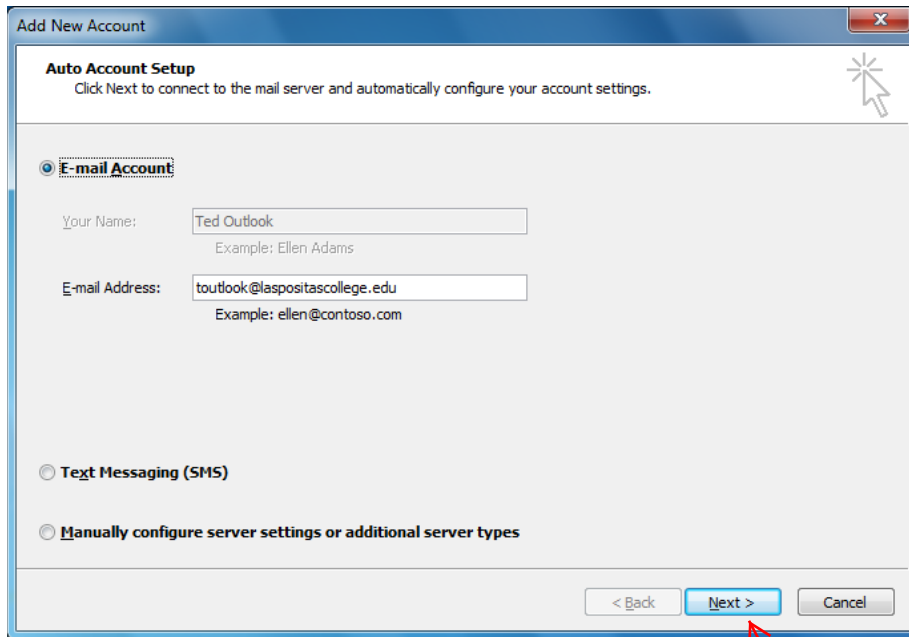 Add New Account
Auto Account Setup
Click Next to connect to the mail server and automatically configure your account settings.
E-mail Account
Your Name: Ted Outlook
Example: Ellen Adams
E-mail Address: toutlook@laspositascollege.edu
Example: ellen@contoso.com
Text Messaging (SMS)
Manually configure server settings or additional server types
< Back Next > Cancel